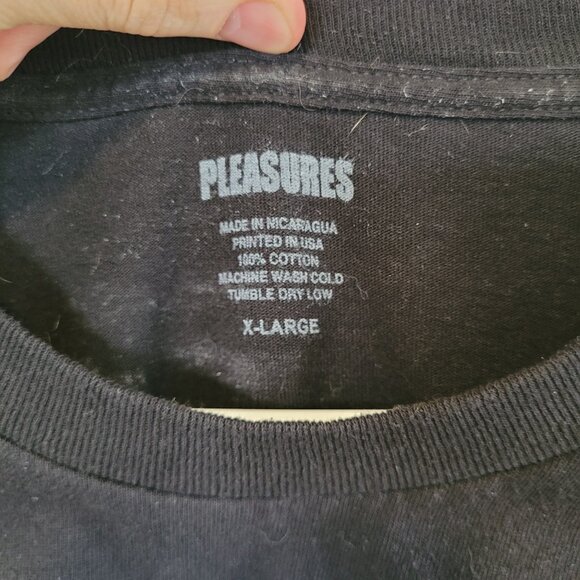 PLEASURES
MADE IN NICARAGUA
PRINTED IN USA
100% COTTON
MACHINE WASH COLD
TUMBLE DRY LOW
X-LARGE